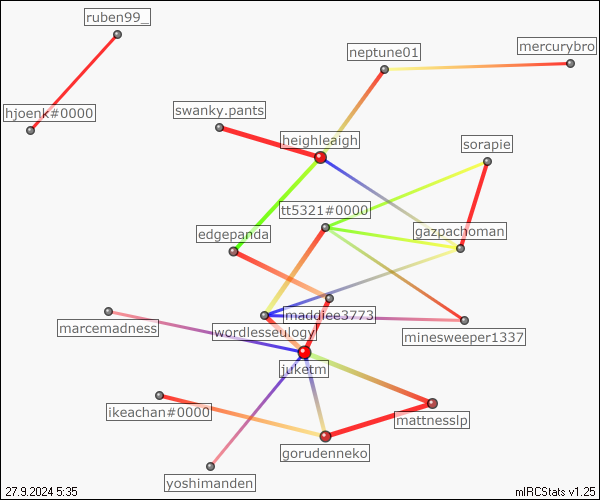 ruben99_
mercurybro
neptune01
swanky.pants
hjoenk#0000
heighleaigh
sorapie
tt5321#0000
gazpachoman
edgepanda
maddiee3773
marcemadness
wordlesseulogy
minesweeper1337
juketm
ikeachan#0000
mattnesslp
gorudenneko
yoshimanden
27.9.2024 5:35
mIRCStats v1.25